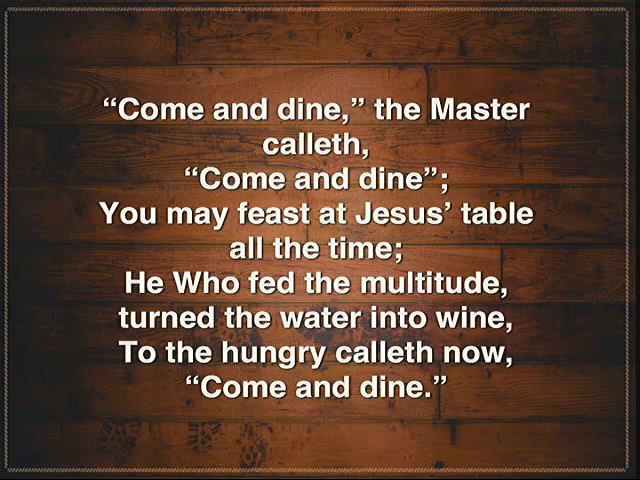 “Come and dine,” the Master
calleth,
“Come and dine”;
You may feast at Jesus’ table
all the time;
He Who fed the multitude,
turned the water into wine,
To the hungry calleth now,
“Come and dine.”